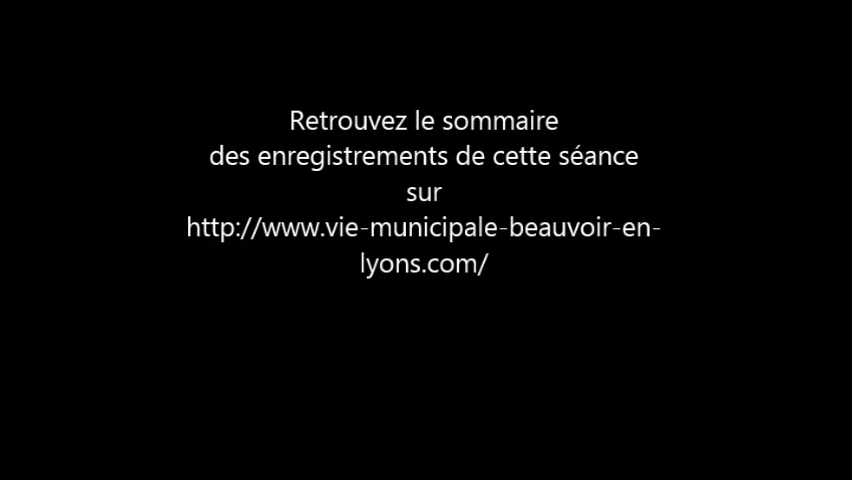 Retrouvez le sommaire
des enregistrements de cette séance
sur
http://www.vie-municipale-beauvoir-en-
lyons.com/